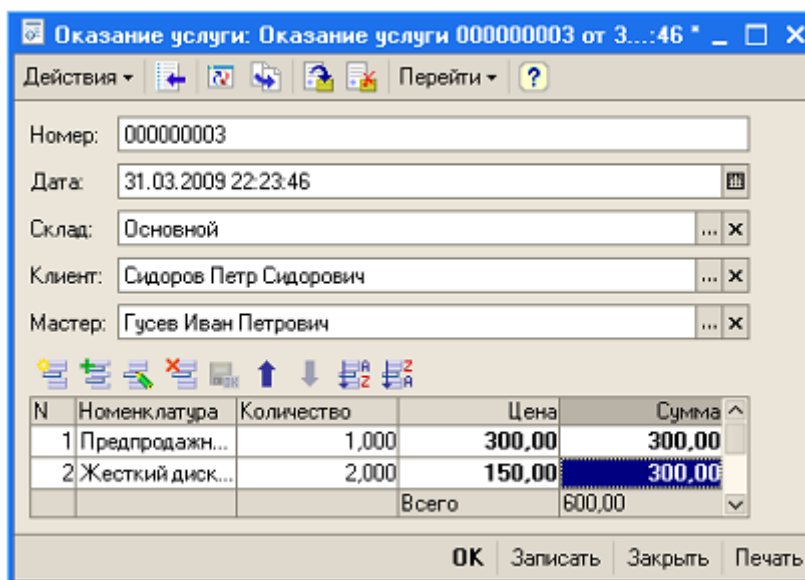 Оказание услуги: Оказание услуги 000000003 от 3...:46 *
Действия Перейти ?
Номер: 000000003
Дата: 31.03.2009 22:23:46
Склад: Основной ...
Клиент: Сидоров Петр Сидорович ...
Мастер: Гусев Иван Петрович ...
N Номенклатура Количество Цена Сумма
1 Предпродажн... 1,000 300,00 300,00
2 Жесткий диск... 2,000 150,00 300,00
Всего 600,00
OK Записать Закрыть Печать